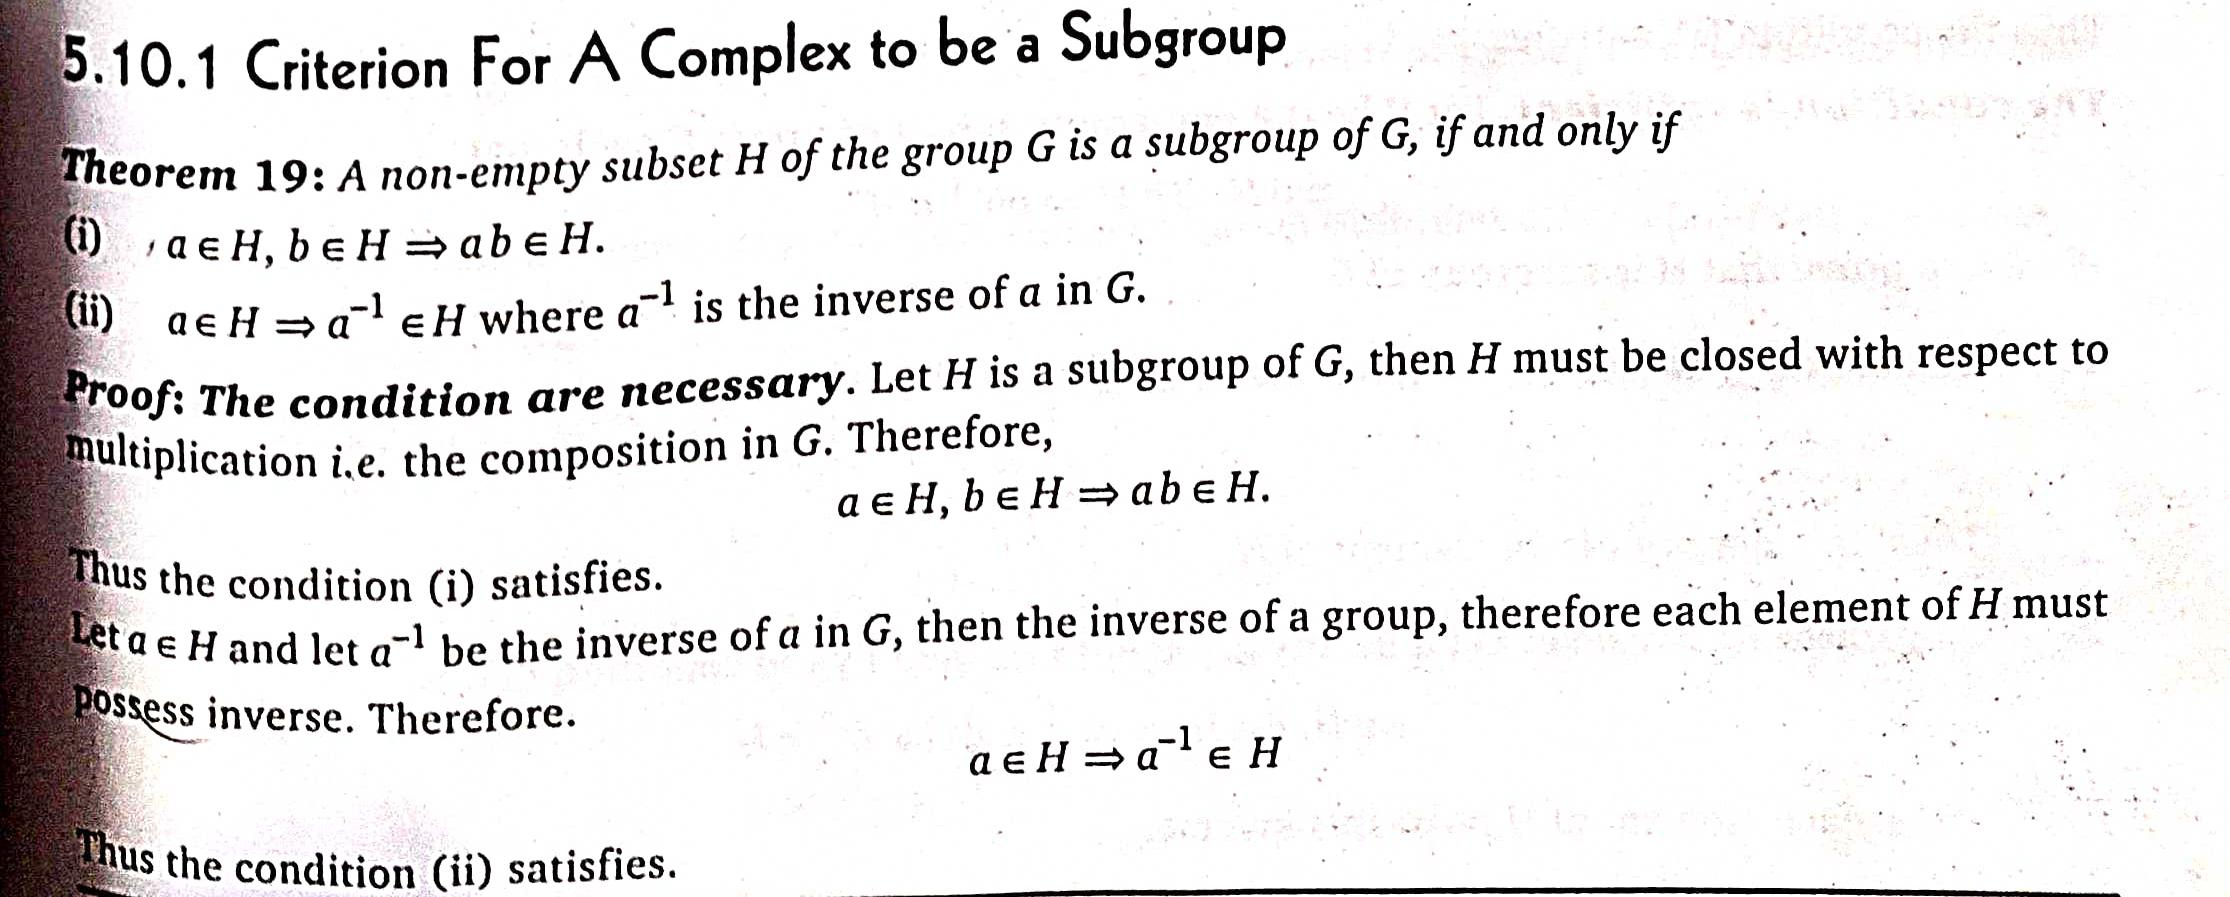 5.10.1 Criterion For A Complex to be a Subgroup
Theorem 19: A non-empty subset H of the group G is a subgroup of G, if and only if
(i) a ∈ H, b ∈ H ⇒ ab ∈ H.
(ii) a ∈ H ⇒ a⁻¹ ∈ H where a⁻¹ is the inverse of a in G.
Proof: The condition are necessary. Let H is a subgroup of G, then H must be closed with respect to
multiplication i.e. the composition in G. Therefore,
a ∈ H, b ∈ H ⇒ ab ∈ H.
Thus the condition (i) satisfies.
Let a ∈ H and let a⁻¹ be the inverse of a in G, then the inverse of a group, therefore each element of H must
possess inverse. Therefore.
a ∈ H ⇒ a⁻¹ ∈ H
Thus the condition (ii) satisfies.